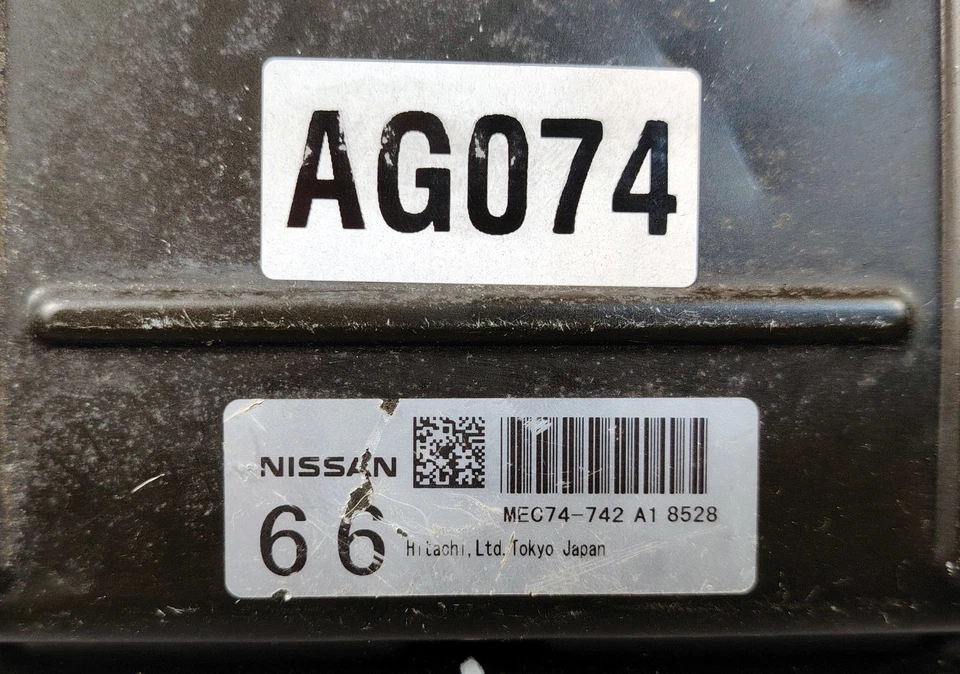 AG074
NISSAN
MEC74-742 A1 8528
66 Hitachi,Ltd.Tokyo Japan